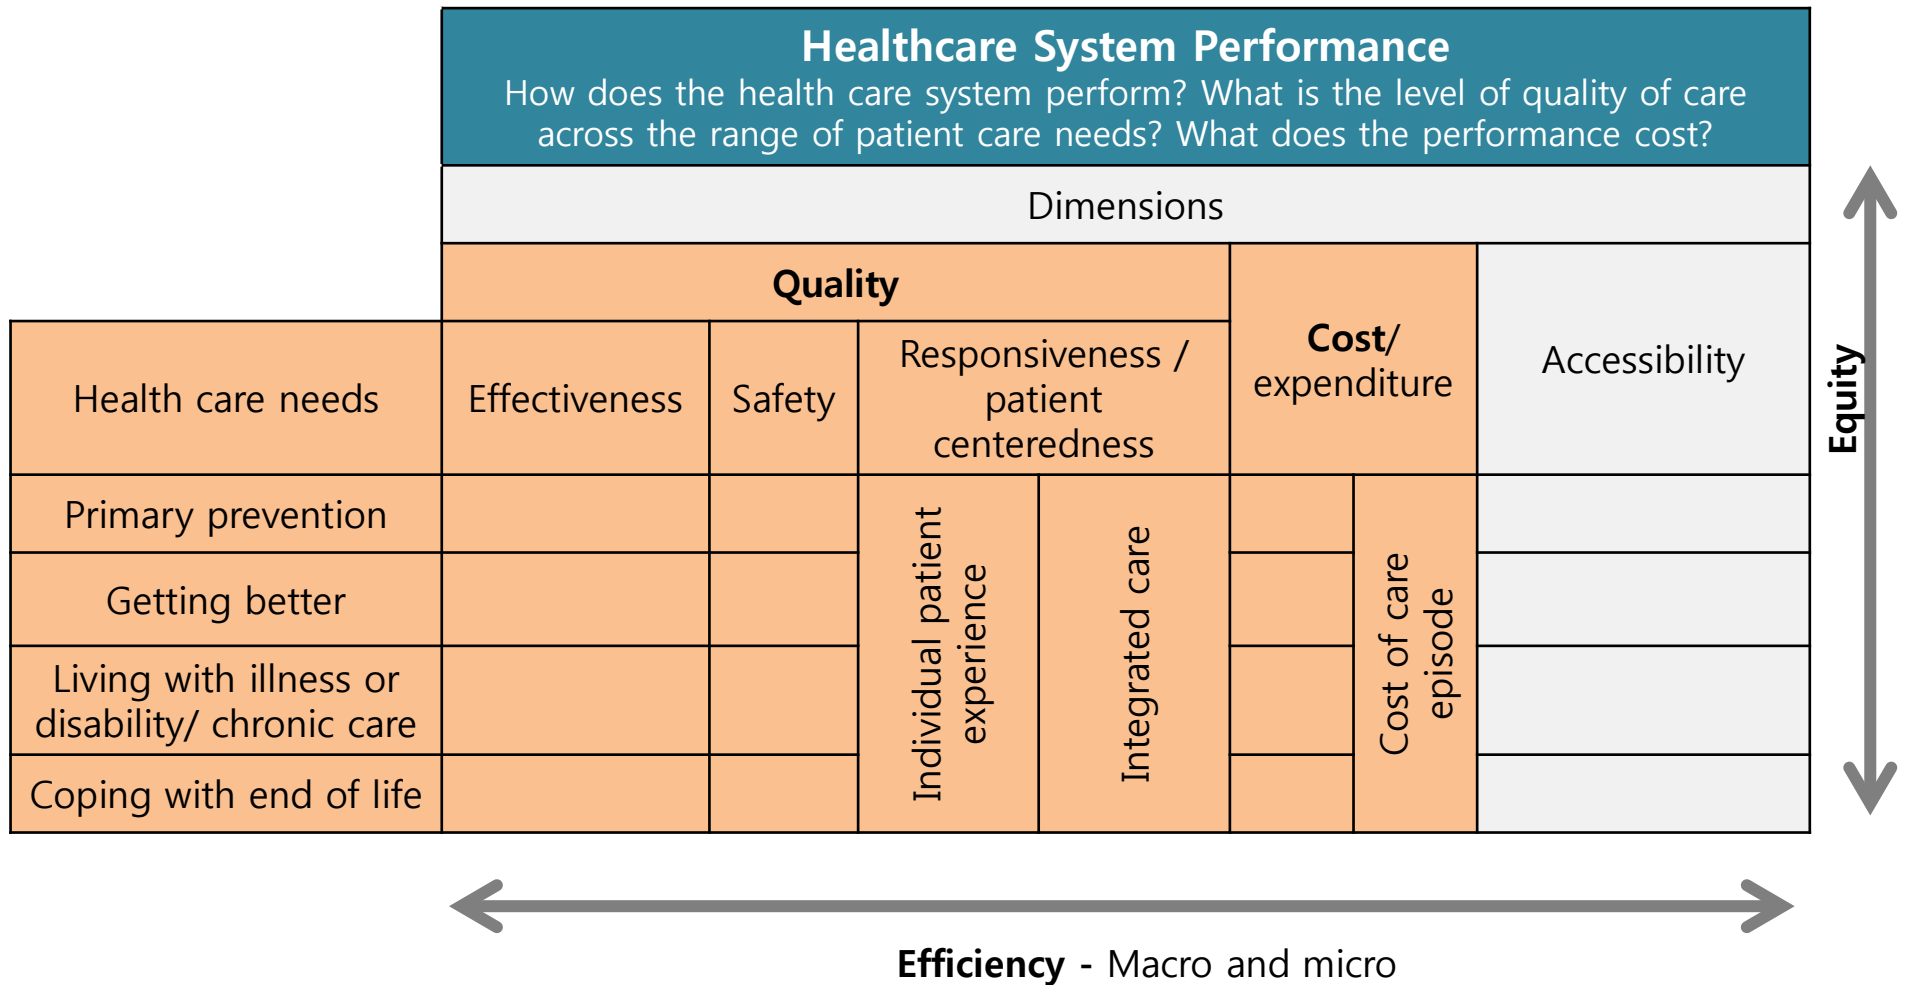 Healthcare System Performance
How does the health care system perform? What is the level of quality of care
across the range of patient care needs? What does the performance cost?
Dimensions
Quality
Cost/
expenditure
Accessibility
Health care needs
Effectiveness
Safety
Responsiveness /
patient
centeredness
Primary prevention
Getting better
Living with illness or
disability/ chronic care
Coping with end of life
Individual patient
experience
Integrated care
Cost of care
episode
Equity
Efficiency - Macro and micro